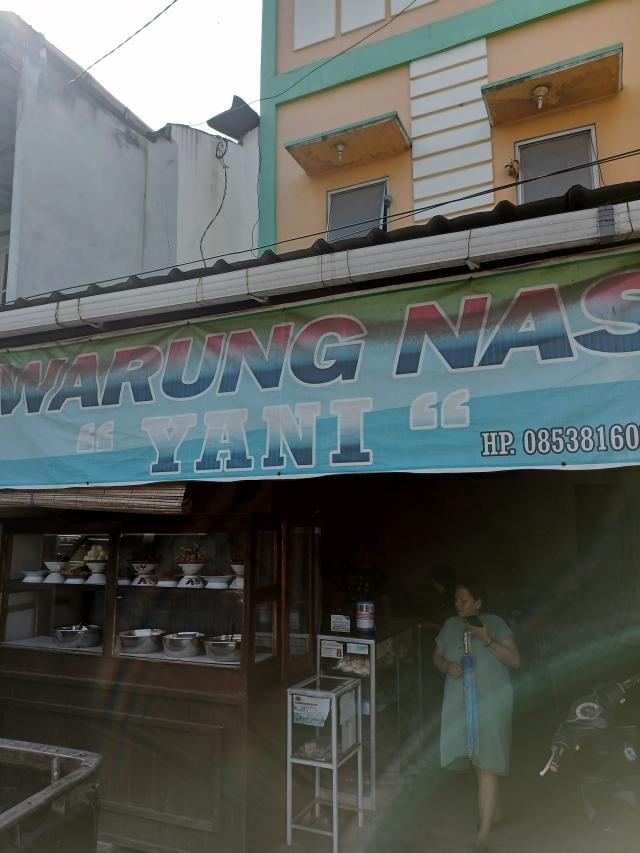 WARUNG NAS
“ YANI “
HP. 08538160